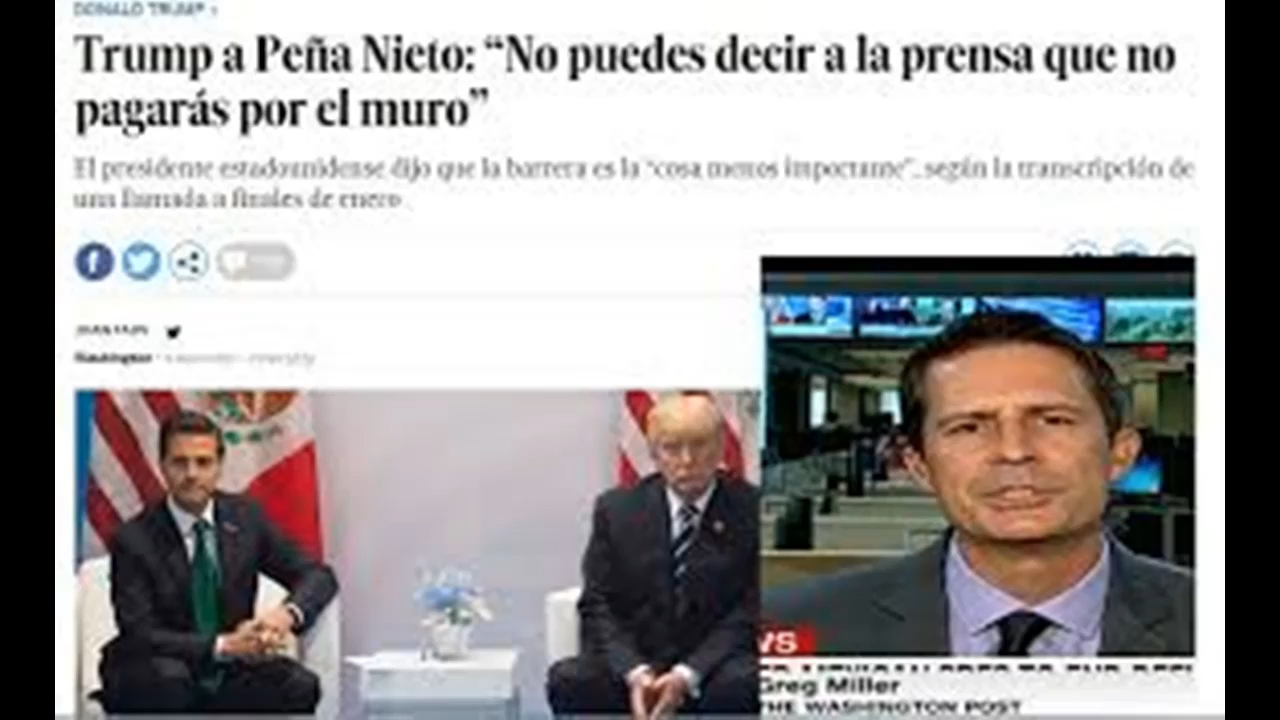 DONALD TRUMP
Trump a Peña Nieto: “No puedes decir a la prensa que no
pagarás por el muro”
El presidente estadounidense dijo que la barrera es la “cosa menos importante”, según la transcripción de
una llamada a finales de enero
Washington
WS
Greg Miller
THE WASHINGTON POST